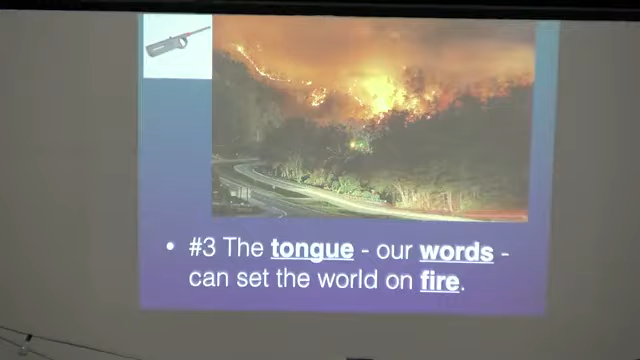 • #3 The tongue - our words -
can set the world on fire.